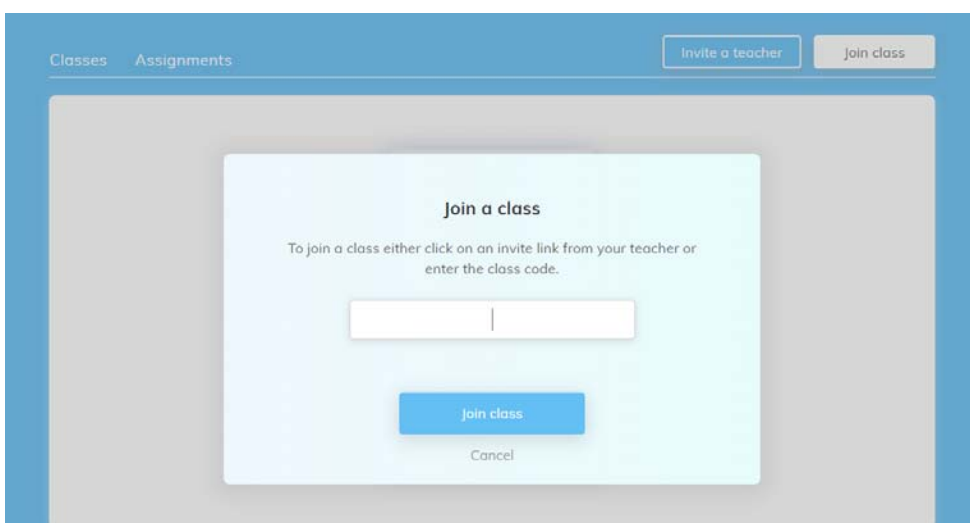 Classes Assignments Invite a teacher Join class
Join a class
To join a class either click on an invite link from your teacher or
enter the class code.
Join class
Cancel